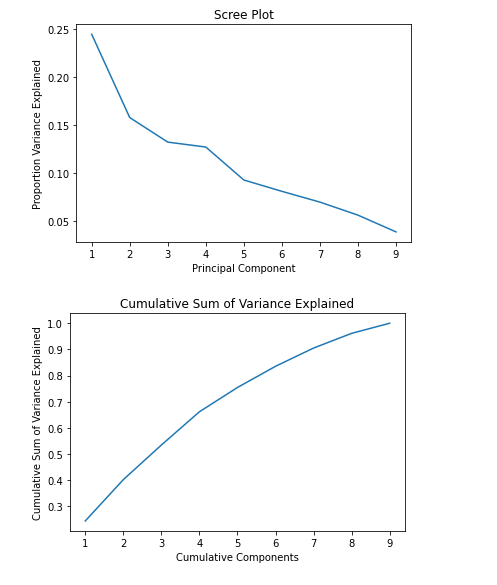 Scree Plot
Proportion Variance Explained
0.25
0.20
0.15
0.10
0.05
1 2 3 4 5 6 7 8 9
Principal Component
Cumulative Sum of Variance Explained
Cumulative Sum of Variance Explained
1.0
0.9
0.8
0.7
0.6
0.5
0.4
0.3
1 2 3 4 5 6 7 8 9
Cumulative Components